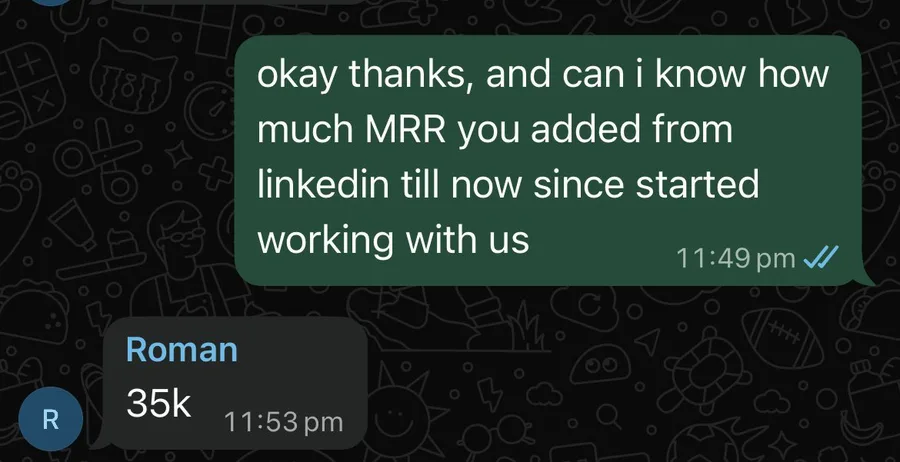 okay thanks, and can i know how
much MRR you added from
linkedin till now since started
working with us
11:49 pm
Roman
R
35k
11:53 pm